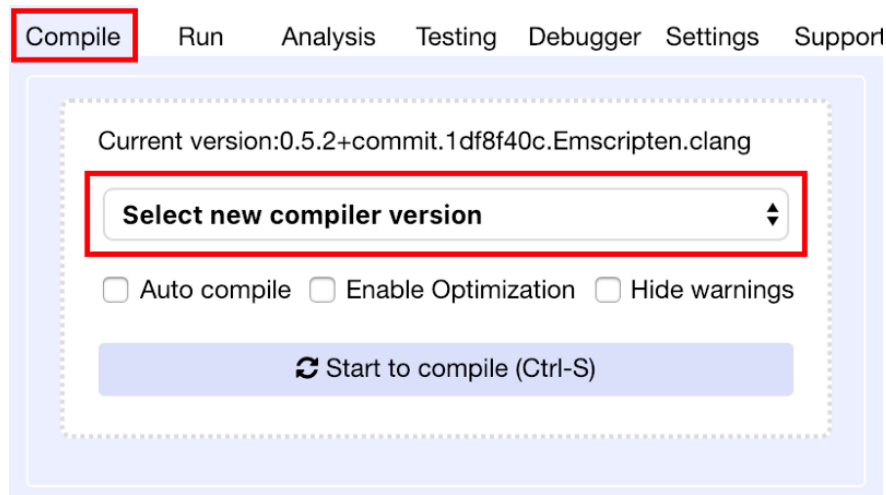 Compile Run Analysis Testing Debugger Settings Support
Current version:0.5.2+commit.1df8f40c.Emscripten.clang
Select new compiler version
Auto compile Enable Optimization Hide warnings
Start to compile (Ctrl-S)